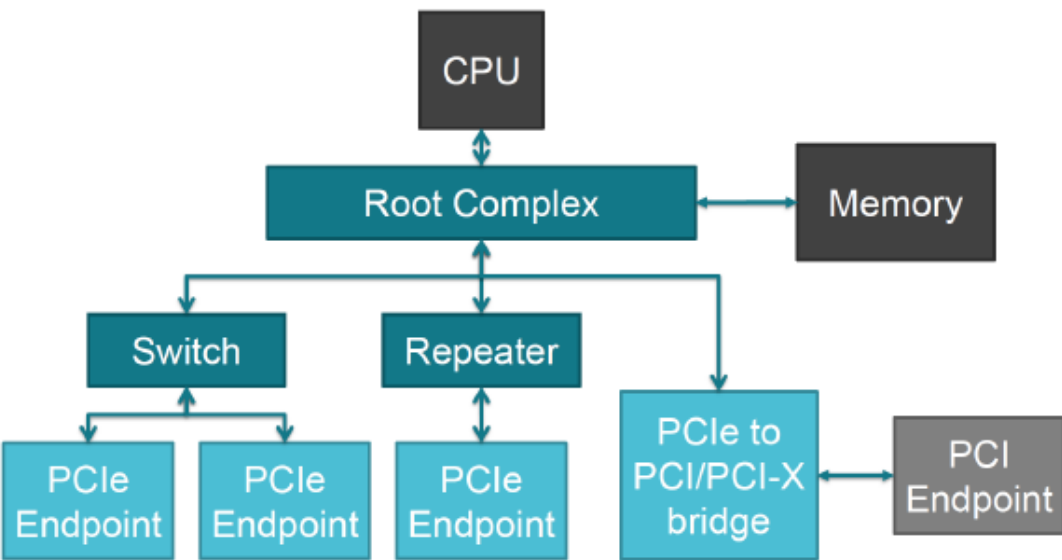 CPU
Root Complex
Memory
Switch
Repeater
PCIe to
PCI/PCI-X
bridge
PCI
Endpoint
PCIe
Endpoint
PCIe
Endpoint
PCIe
Endpoint